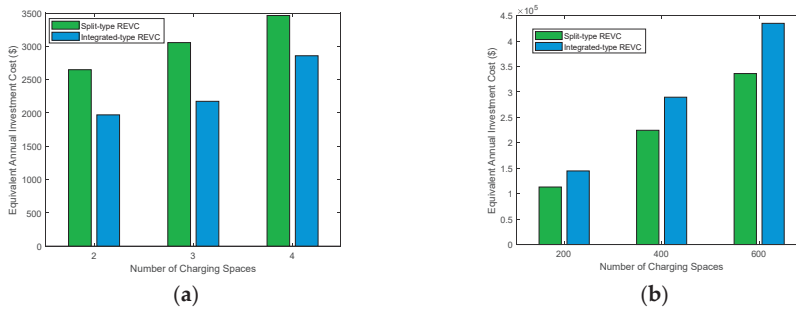 3500
3000
2500
2000
1500
1000
500
0
Equivalent Annual Investment Cost ($)
Split-type REVC
Integrated-type REVC
2 3 4
Number of Charging Spaces
(a)
×10⁵
4.5
4
3.5
3
2.5
2
1.5
1
0.5
0
Equivalent Annual Investment Cost ($)
Split-type REVC
Integrated-type REVC
200 400 600
Number of Charging Spaces
(b)